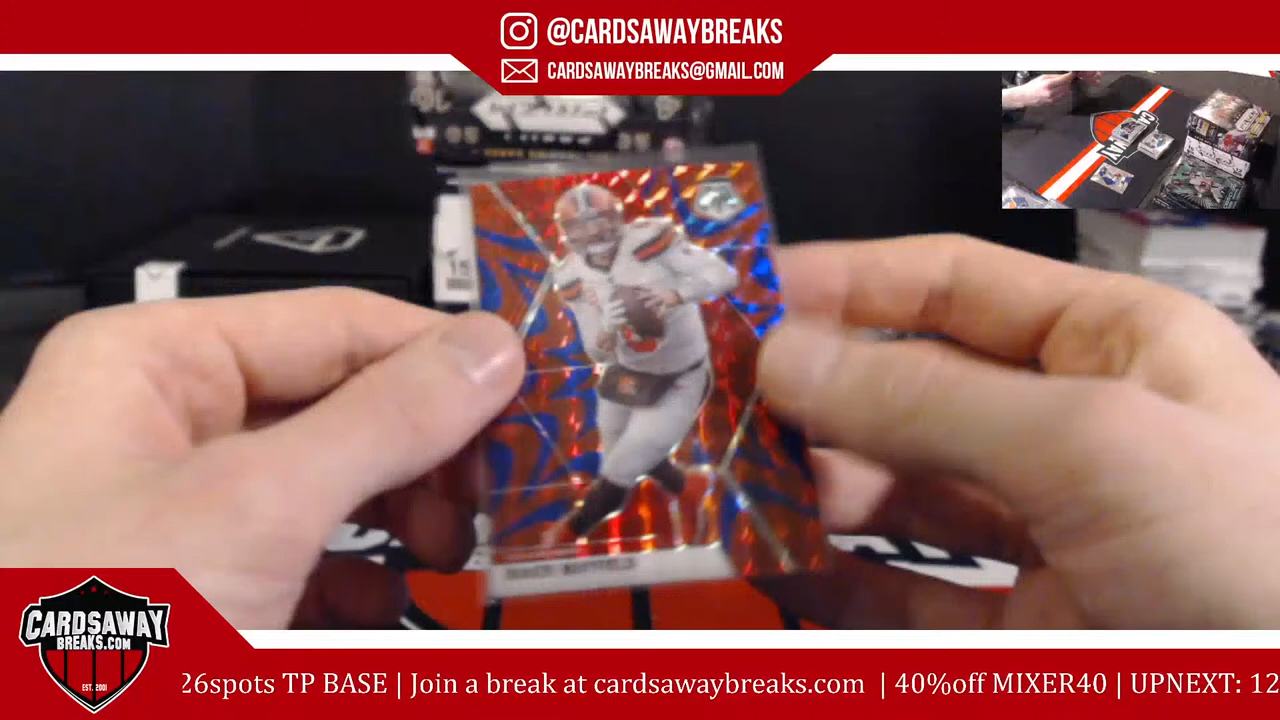 @CARDSAWAYBREAKS
CARDSAWAYBREAKS@GMAIL.COM
CARDSAWAY
BREAKS.COM
EST. 2001
26spots TP BASE | Join a break at cardsawaybreaks.com | 40%off MIXER40 | UPNEXT: 12